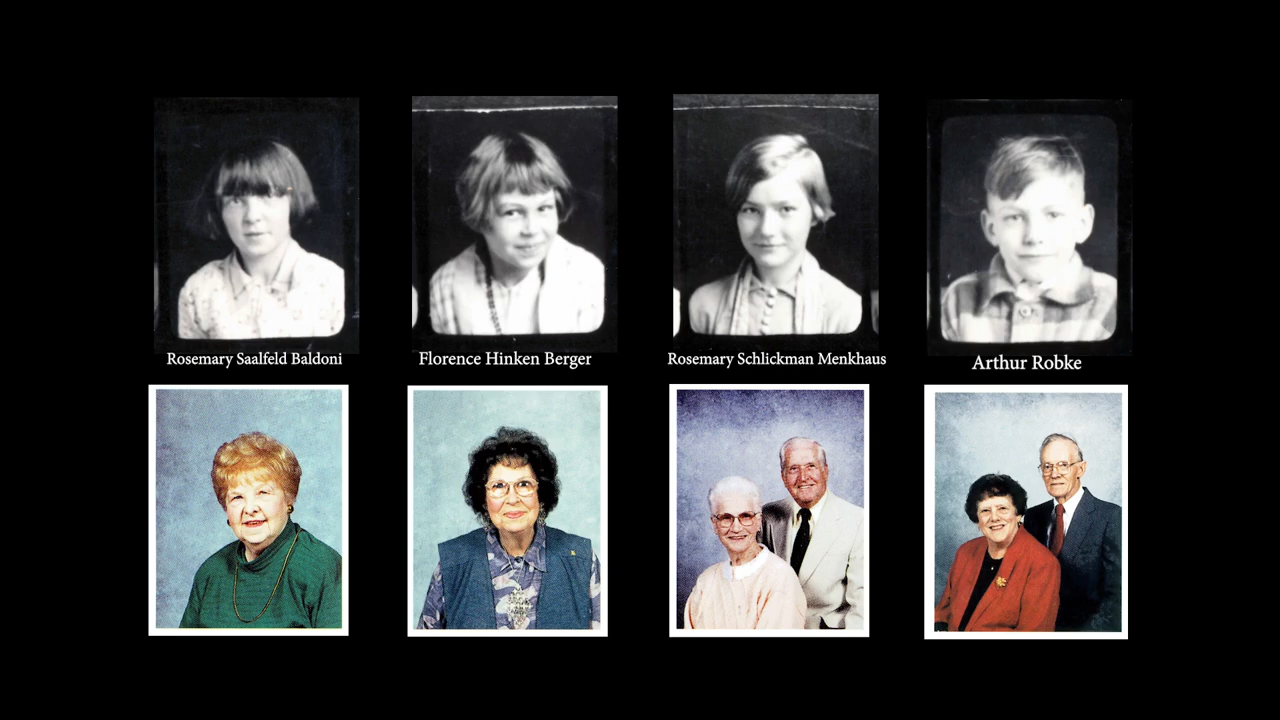 Rosemary Saalfeld Baldoni
Florence Hinken Berger
Rosemary Schlickman Menkhaus
Arthur Robke